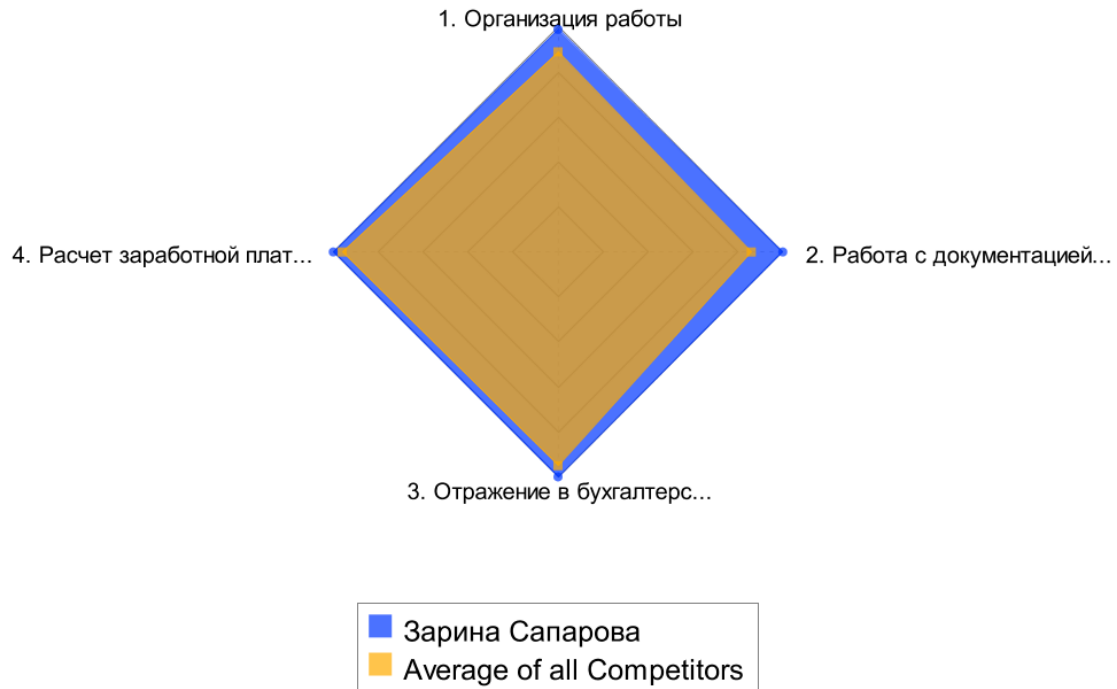 1. Организация работы
4. Расчет заработной плат...
2. Работа с документацией...
3. Отражение в бухгалтерс...
Зарина Сапарова
Average of all Competitors